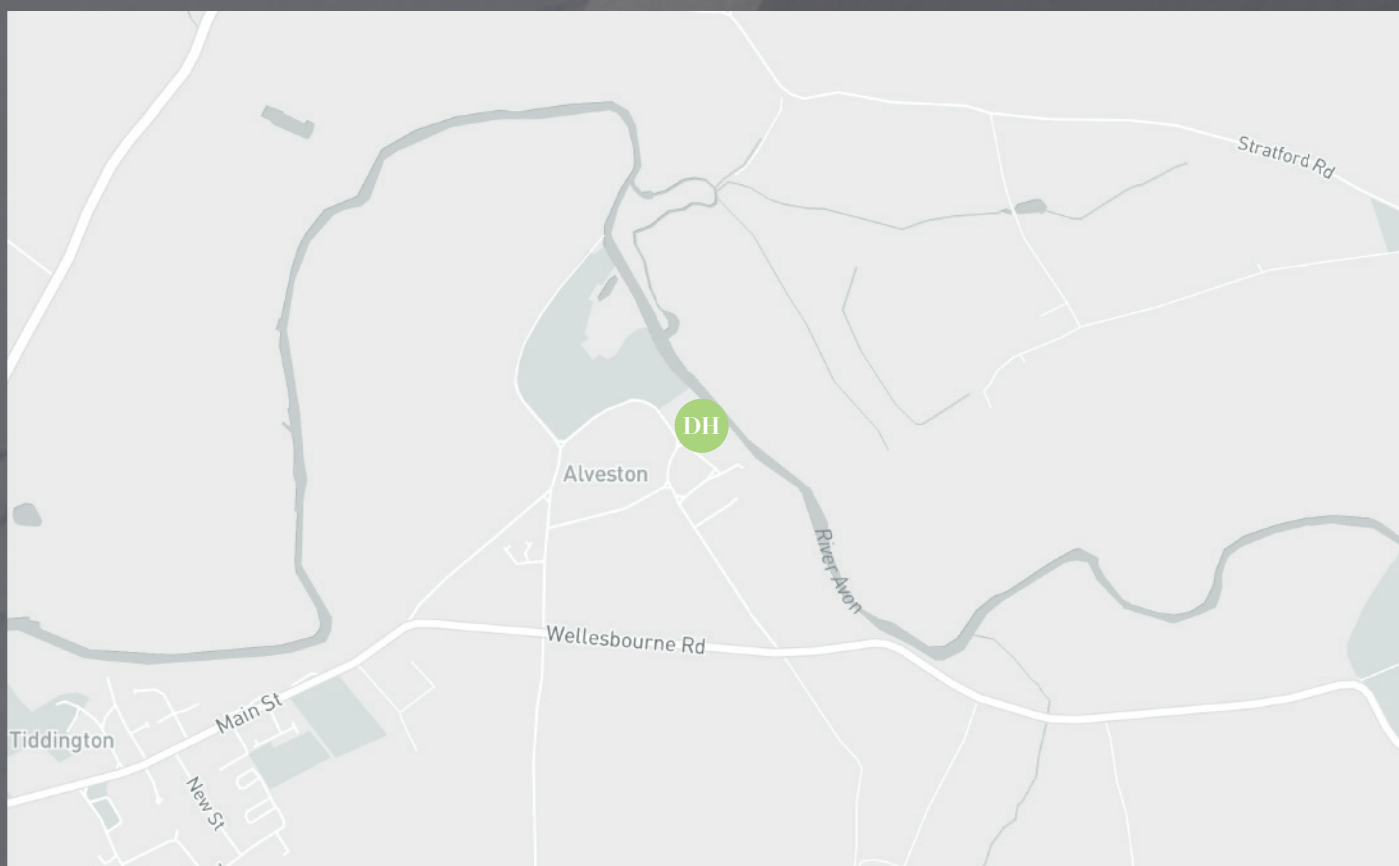 Stratford Rd
DH
Alveston
River Avon
Wellesbourne Rd
Main St
Tiddington
New St